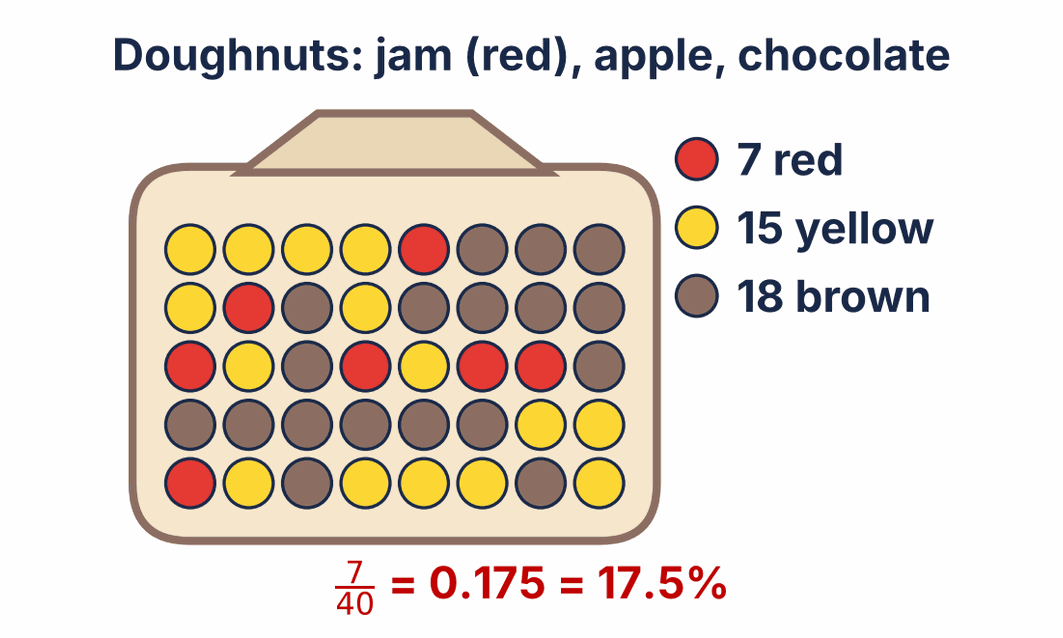 Doughnuts: jam (red), apple, chocolate
7 red
15 yellow
18 brown
7/40 = 0.175 = 17.5%